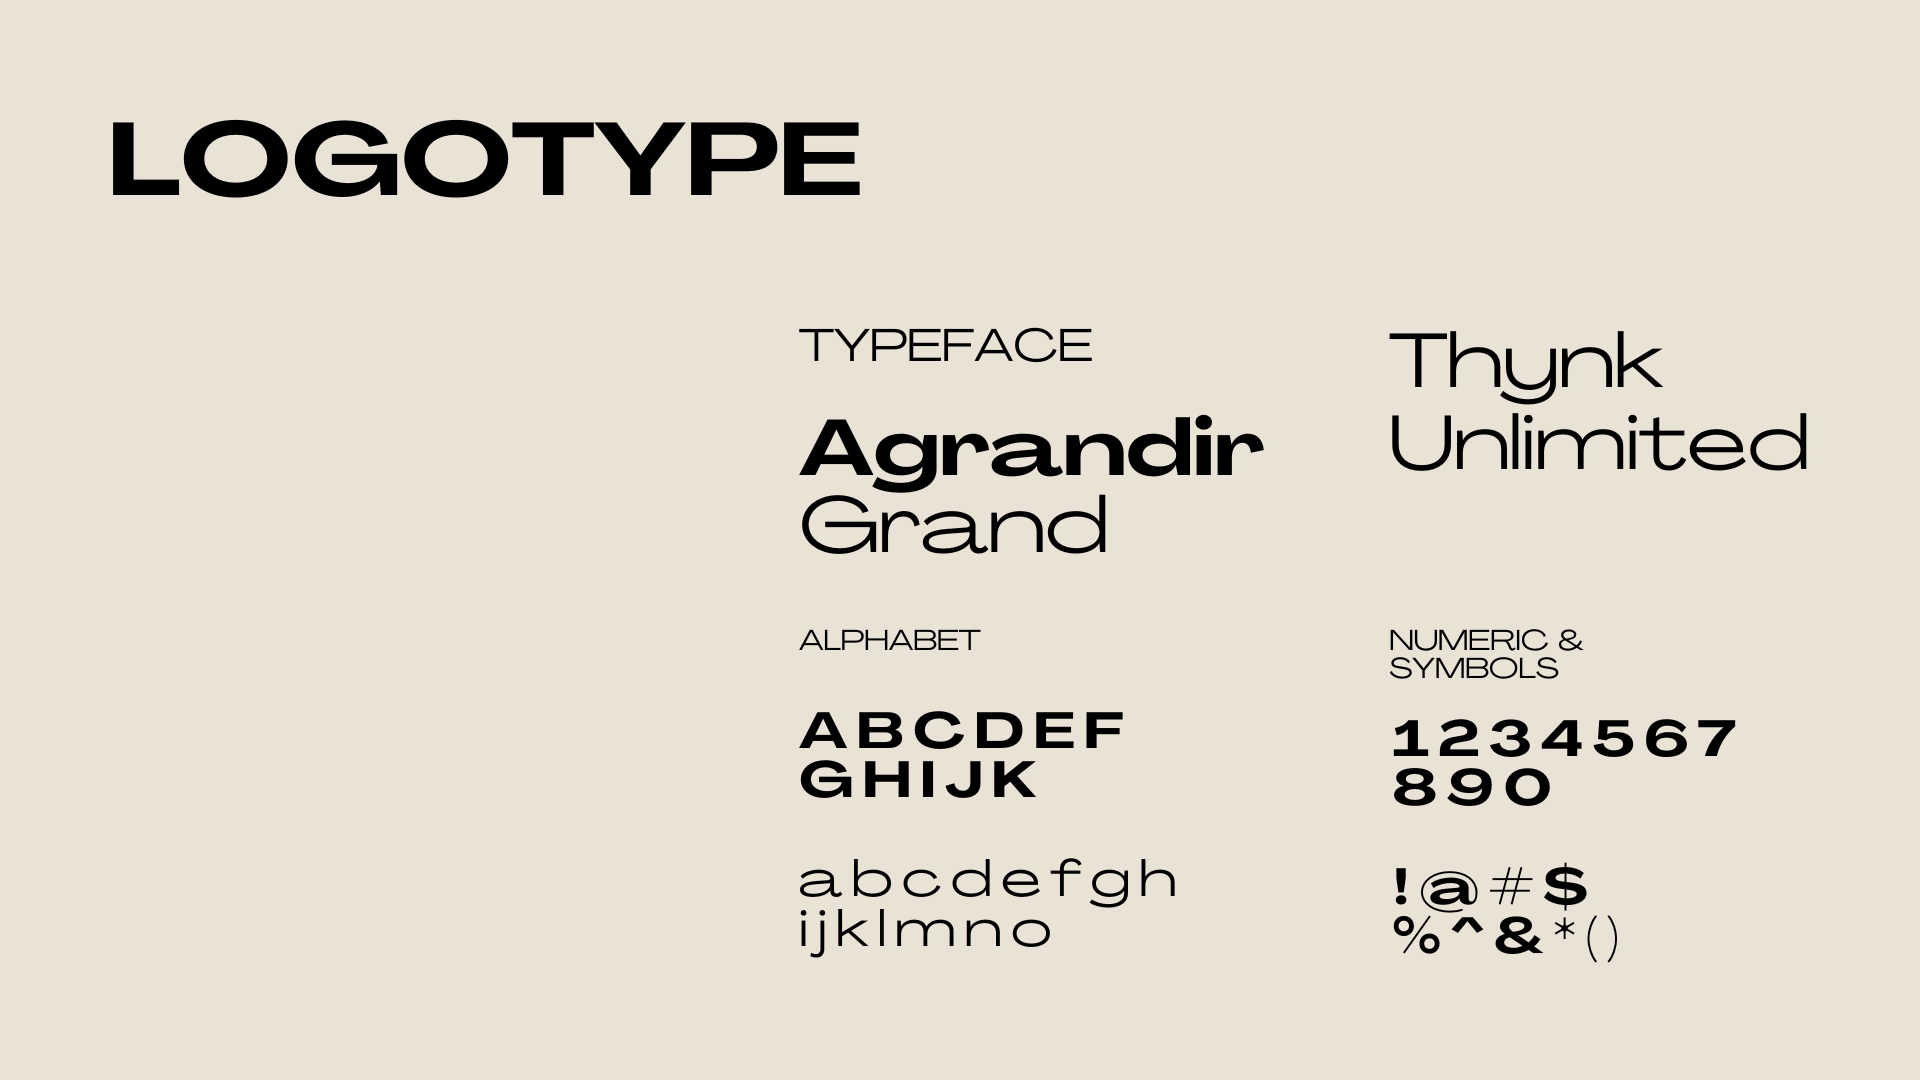 LOGOTYPE
TYPEFACE
Agrandir
Grand
Thynk
Unlimited
ALPHABET
ABCDEF
GHIJK
abcdefgh
ijklmno
NUMERIC &
SYMBOLS
1234567
890
!@#$
%^&*()